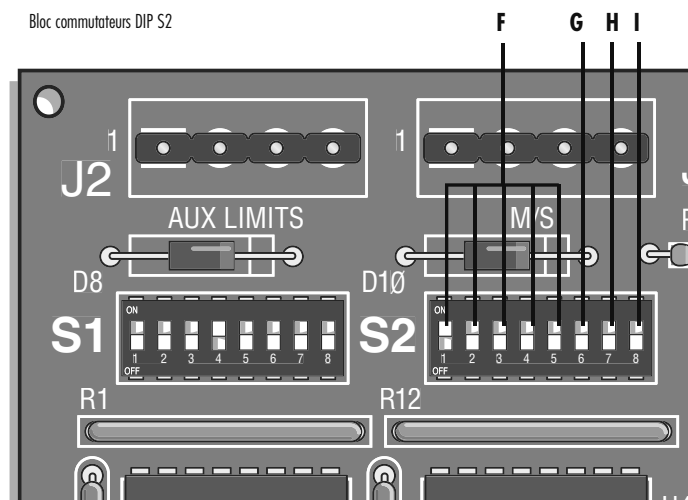 Bloc commutateurs DIP S2
F G H I
1 1
J2
AUX LIMITS M/S
D8 D10
ON ON
S1 S2
1 2 3 4 5 6 7 8 1 2 3 4 5 6 7 8
OFF OFF
R1 R12